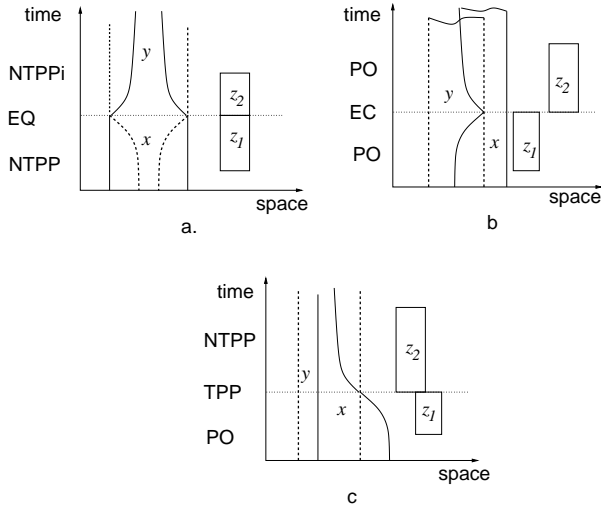 time
NTPPi
EQ
NTPP
y
x
z2
z1
space
a.
time
PO
EC
PO
y
x
z2
z1
space
b
time
NTPP
TPP
PO
y
x
z2
z1
space
c